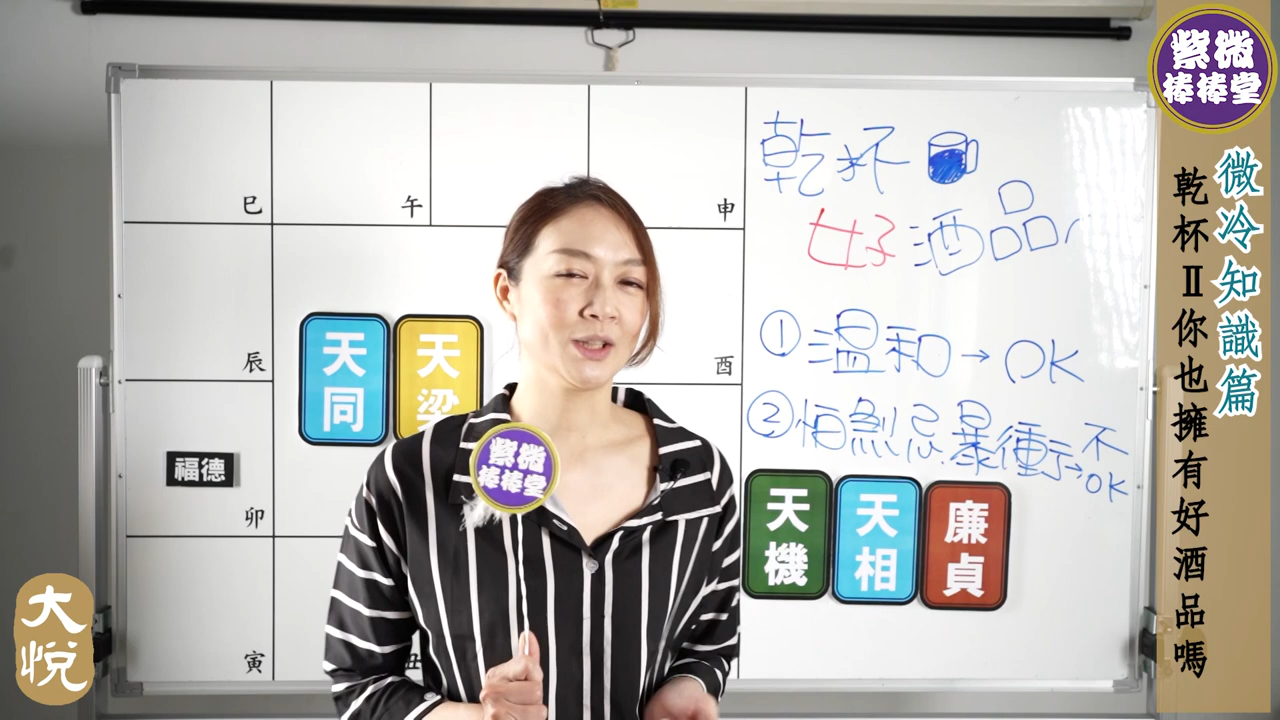 紫微
棒棒堂
微冷知識篇
乾杯Ⅱ你也擁有好酒品嗎
乾杯
好酒品
①溫和→OK
②怕煞忌暴衝→不OK
巳
午
申
辰
酉
卯
寅
丑
福德
天同
天梁
紫微
棒棒堂
天機
天相
廉貞
大悅